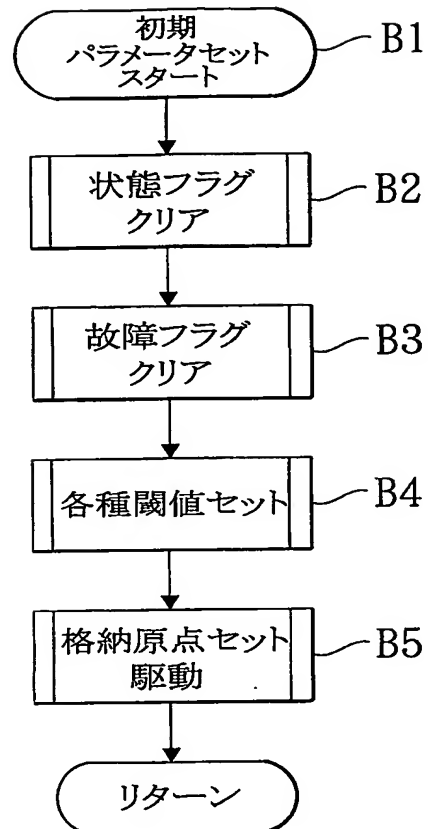 初期
パラメータセット
スタート
B1
状態フラグ
クリア
B2
故障フラグ
クリア
B3
各種閾値セット
B4
格納原点セット
駆動
B5
リターン